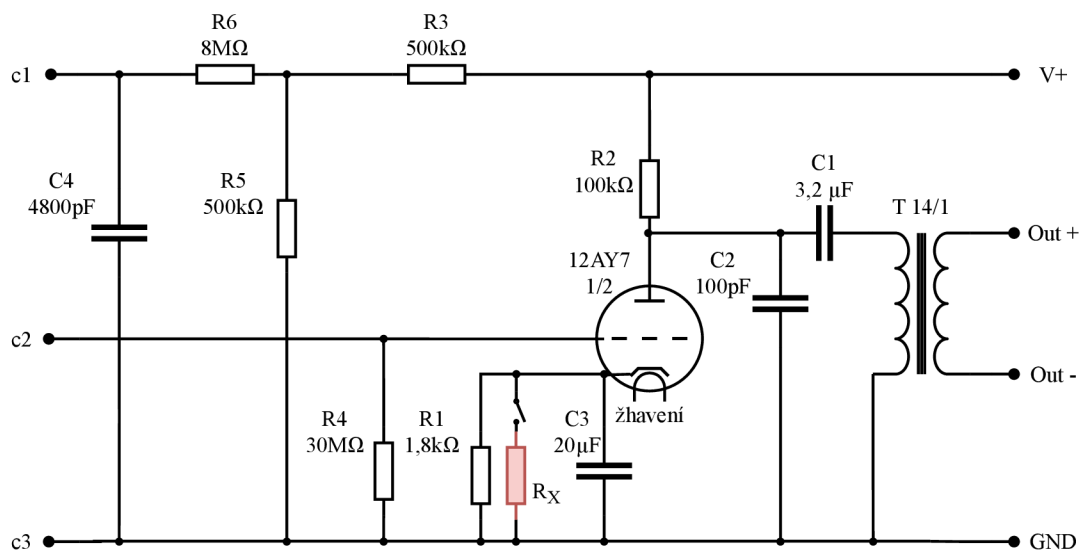 R6
8MΩ
R3
500kΩ
c1
V+
C4
4800pF
R5
500kΩ
R2
100kΩ
C1
3,2 µF
T 14/1
Out +
12AY7
1/2
C2
100pF
c2
Out -
žhavení
R4
30MΩ
R1
1,8kΩ
C3
20µF
RX
c3
GND